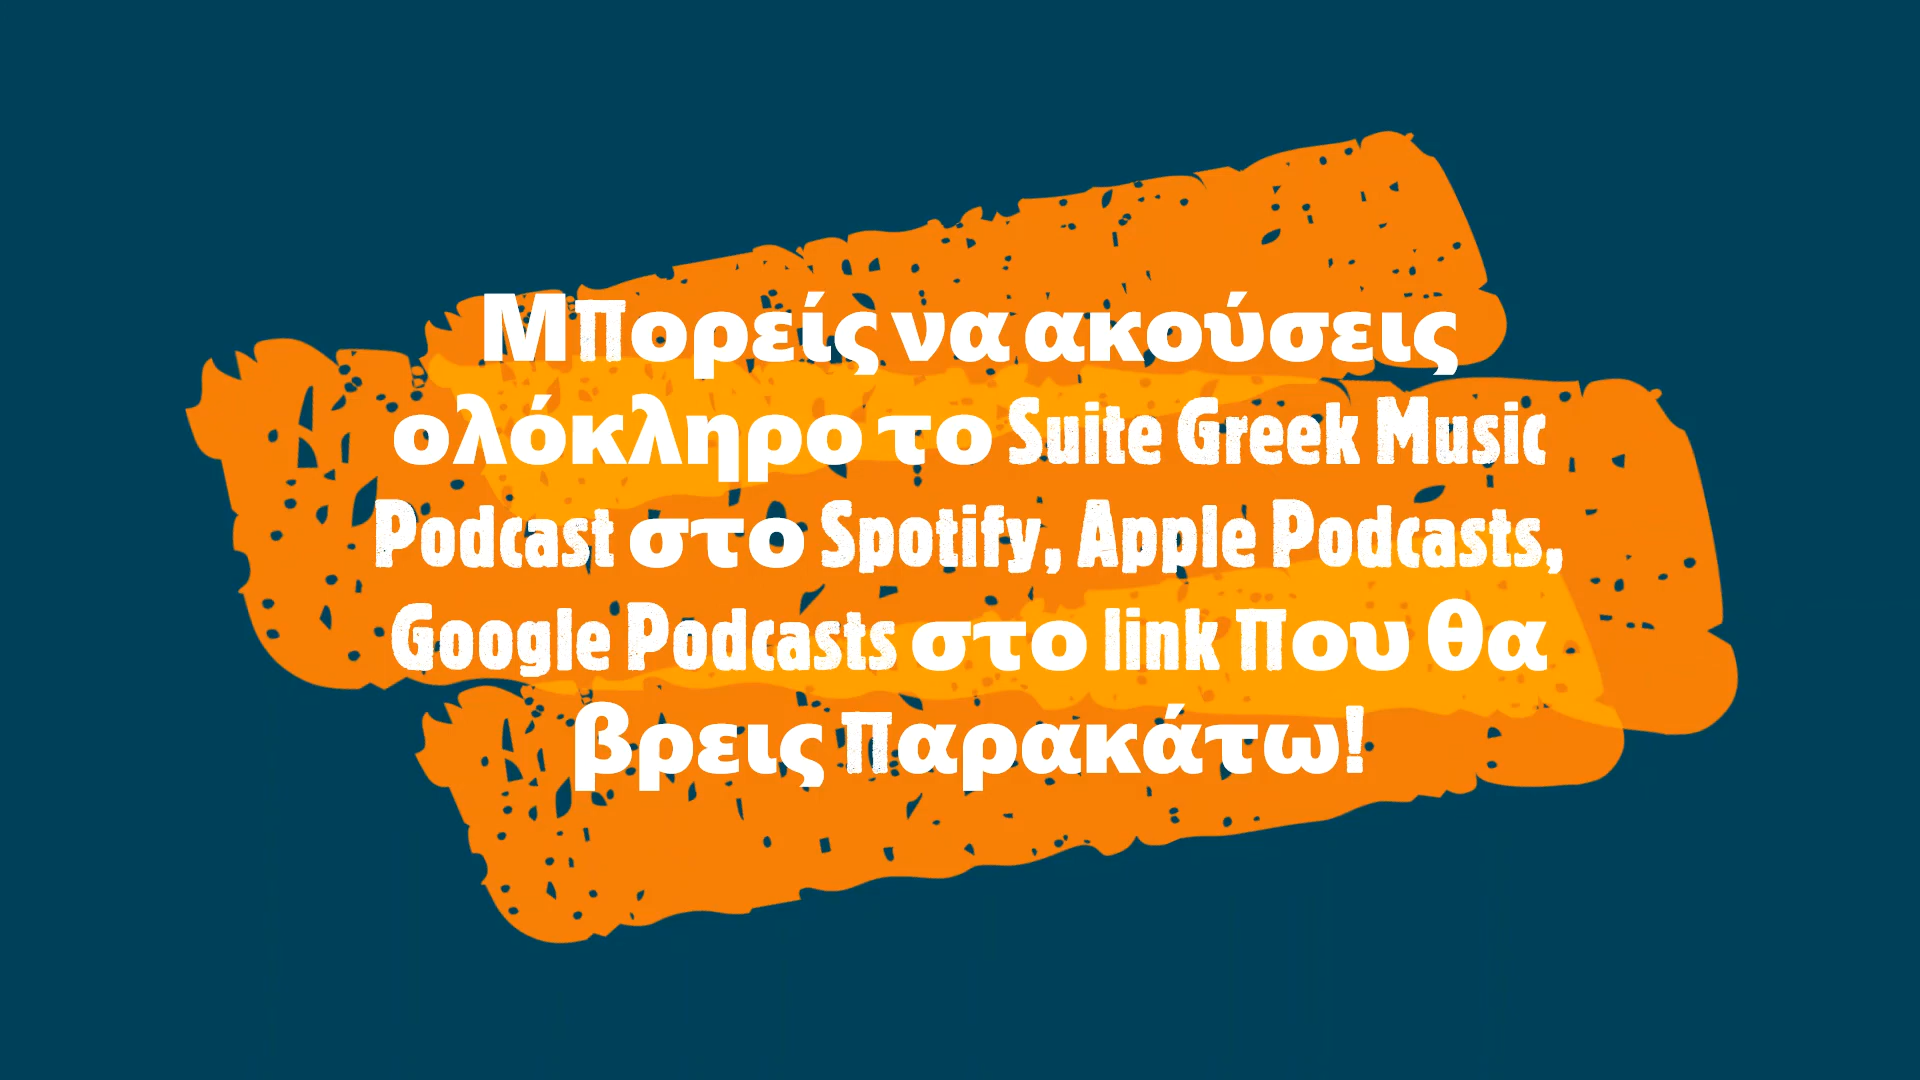 Μπορείς να ακούσεις
ολόκληρο το Suite Greek Music
Podcast στο Spotify, Apple Podcasts,
Google Podcasts στο link που θα
βρεις παρακάτω!